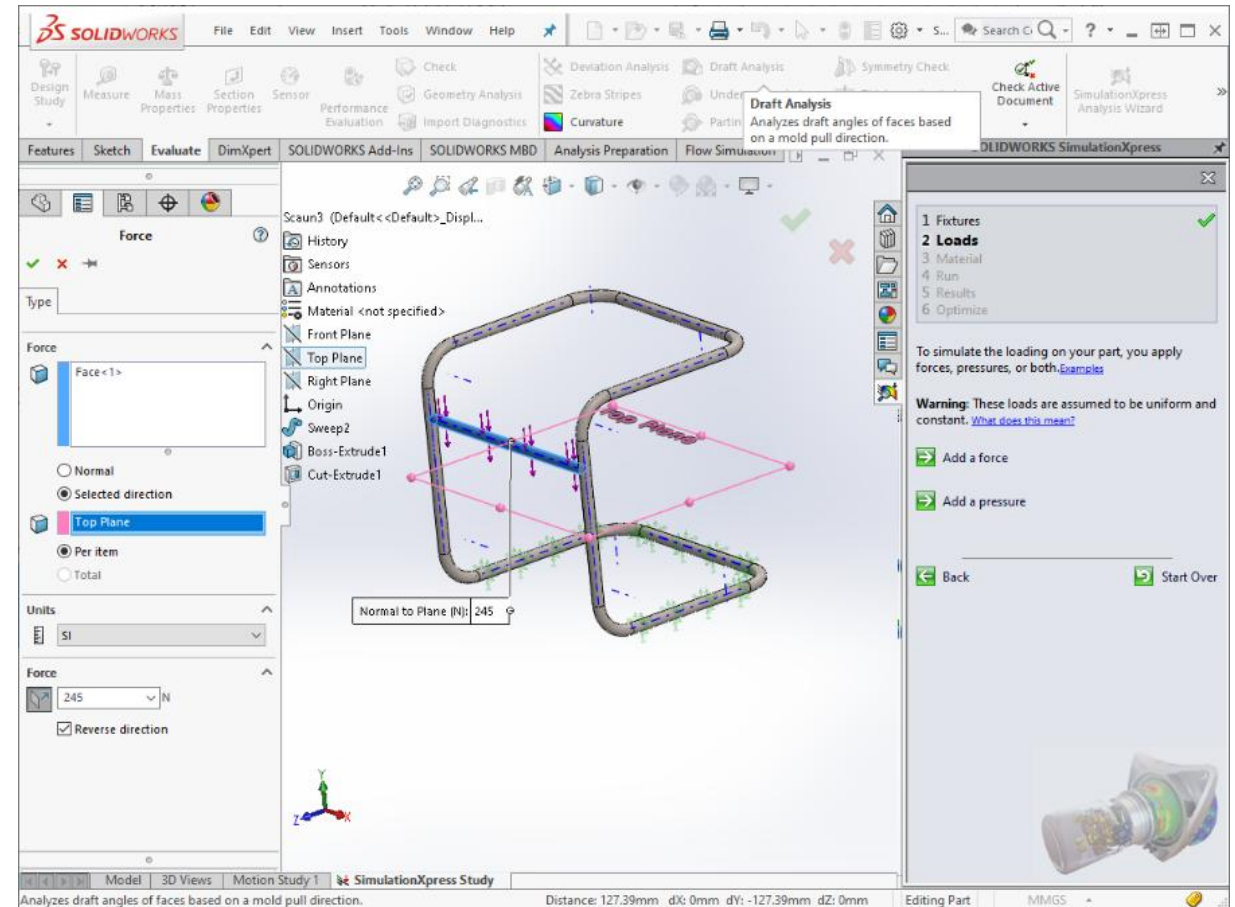 SOLIDWORKS File Edit View Insert Tools Window Help S... Search
Design Study
Measure
Mass Properties
Section Properties
Sensor
Performance Evaluation
Check
Geometry Analysis
Import Diagnostics
Deviation Analysis
Zebra Stripes
Curvature
Draft Analysis
Symmetry Check
Check Active Document
SimulationXpress Analysis Wizard
Draft Analysis
Analyzes draft angles of faces based
on a mold pull direction.
Features Sketch Evaluate DimXpert SOLIDWORKS Add-Ins SOLIDWORKS MBD Analysis Preparation Flow Simulation
SimulationXpress
Force
Type
Force
Face<1>
Normal
Selected direction
Top Plane
Per item
Total
Units
SI
Force
245 N
Reverse direction
Scaun3 (Default<<Default>_Displ...
History
Sensors
Annotations
Material <not specified>
Front Plane
Top Plane
Right Plane
Origin
Sweep2
Boss-Extrude1
Cut-Extrude1
Top Plane
Normal to Plane (N): 245
Y
Z X
1 Fixtures
2 Loads
3 Material
4 Run
5 Results
6 Optimize
To simulate the loading on your part, you apply
forces, pressures, or both. Examples
Warning: These loads are assumed to be uniform and
constant. What does this mean?
Add a force
Add a pressure
Back Start Over
Model 3D Views Motion Study 1 SimulationXpress Study
Analyzes draft angles of faces based on a mold pull direction. Distance: 127.39mm dX: 0mm dY: -127.39mm dZ: 0mm Editing Part MMGS